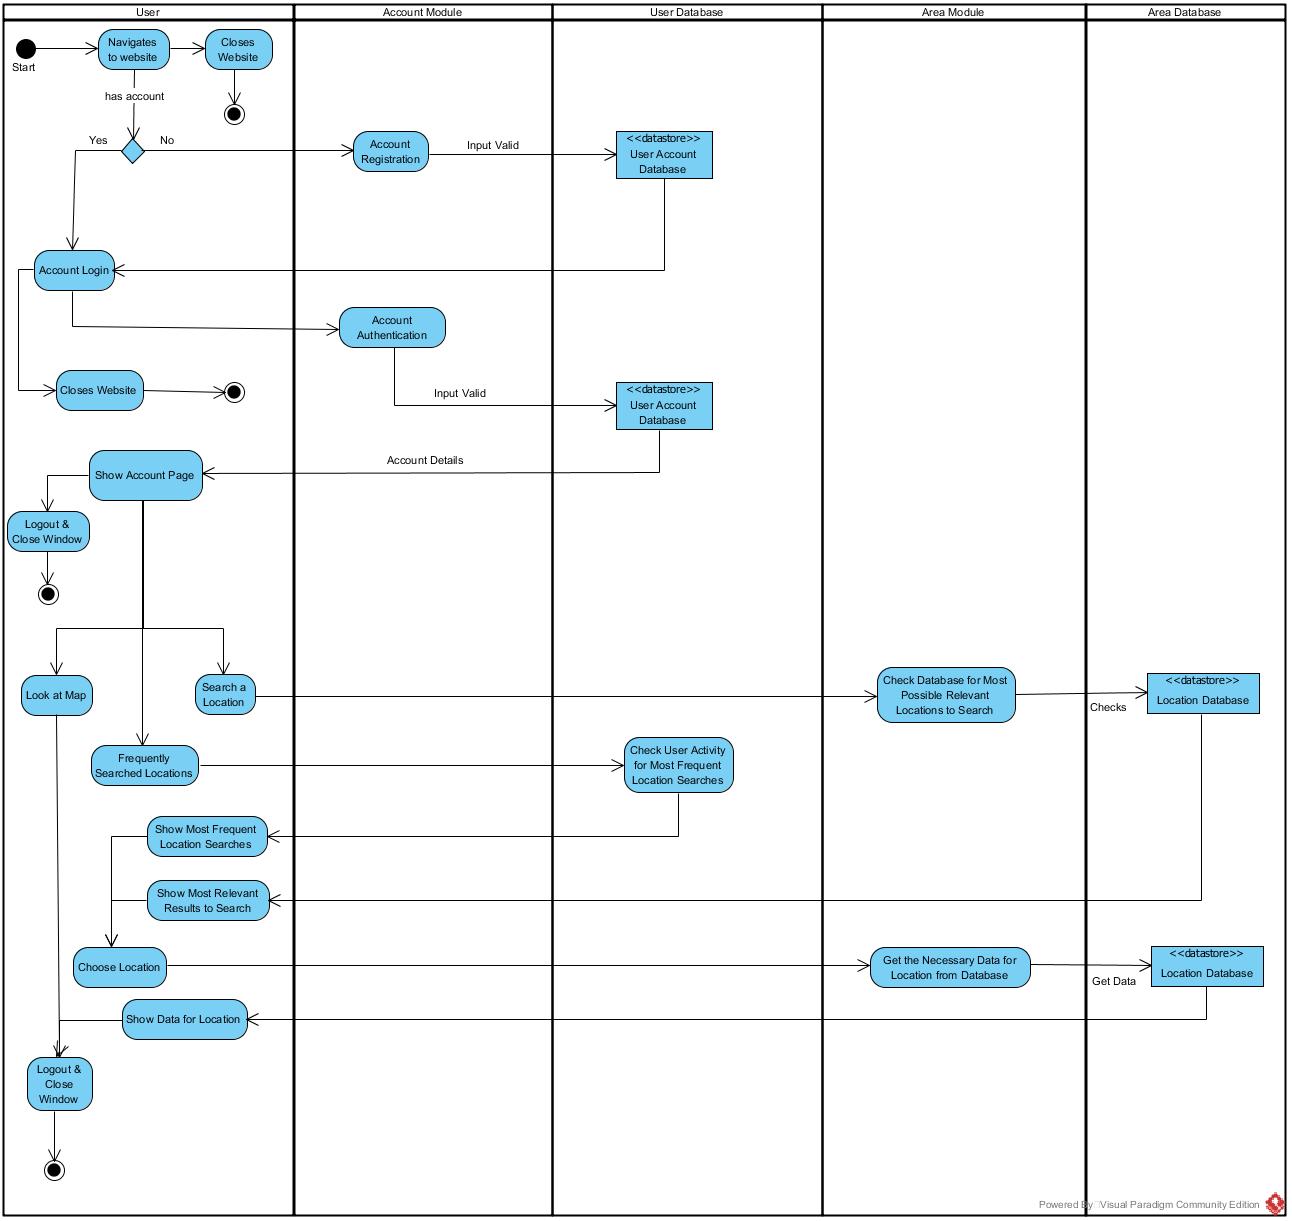 User
Account Module
User Database
Area Module
Area Database
Start
Navigates
to website
Closes
Website
has account
Yes
No
Account
Registration
Input Valid
<<datastore>>
User Account
Database
Account Login
Account
Authentication
Closes Website
Input Valid
<<datastore>>
User Account
Database
Account Details
Show Account Page
Logout &
Close Window
Look at Map
Search a
Location
Check Database for Most
Possible Relevant
Locations to Search
Checks
<<datastore>>
Location Database
Frequently
Searched Locations
Check User Activity
for Most Frequent
Location Searches
Show Most Frequent
Location Searches
Show Most Relevant
Results to Search
Choose Location
Get the Necessary Data for
Location from Database
Get Data
<<datastore>>
Location Database
Show Data for Location
Logout &
Close
Window
Powered By Visual Paradigm Community Edition